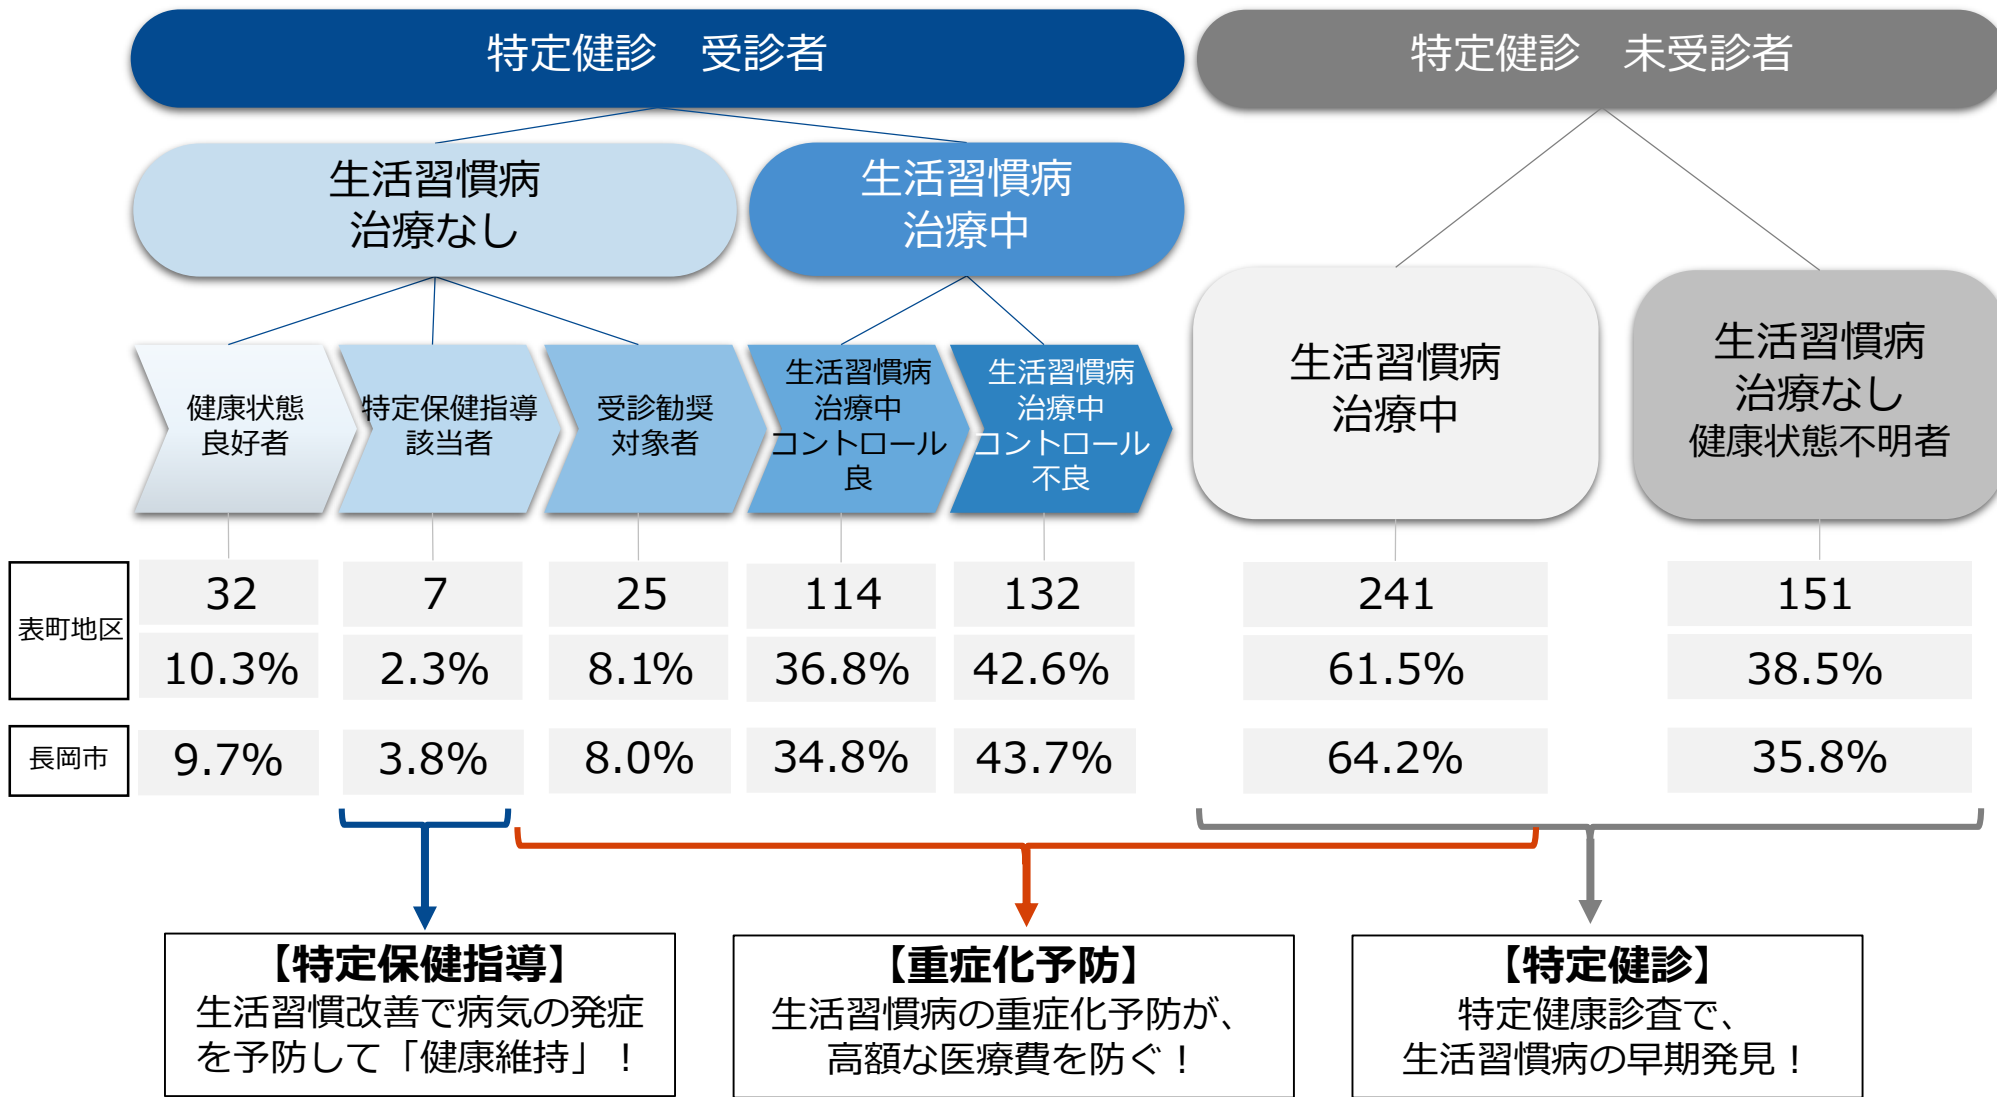 特定健診　受診者
特定健診　未受診者
生活習慣病
治療なし
生活習慣病
治療中
健康状態
良好者
特定保健指導
該当者
受診勧奨
対象者
生活習慣病
治療中
コントロール
良
生活習慣病
治療中
コントロール
不良
生活習慣病
治療中
生活習慣病
治療なし
健康状態不明者
表町地区
32
7
25
114
132
241
151
10.3%
2.3%
8.1%
36.8%
42.6%
61.5%
38.5%
長岡市
9.7%
3.8%
8.0%
34.8%
43.7%
64.2%
35.8%
【特定保健指導】
生活習慣改善で病気の発症
を予防して「健康維持」！
【重症化予防】
生活習慣病の重症化予防が、
高額な医療費を防ぐ！
【特定健診】
特定健康診査で、
生活習慣病の早期発見！